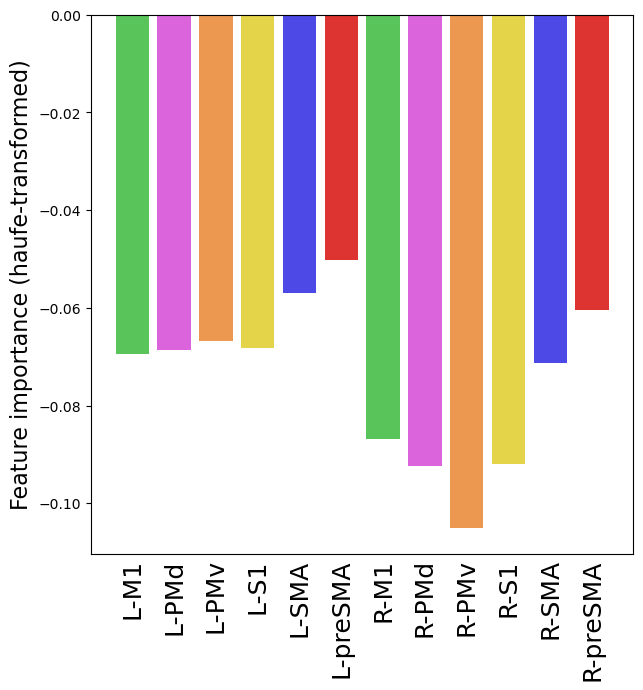 Feature importance (haufe-transformed)
0.00
−0.02
−0.04
−0.06
−0.08
−0.10
L-M1
L-PMd
L-PMv
L-S1
L-SMA
L-preSMA
R-M1
R-PMd
R-PMv
R-S1
R-SMA
R-preSMA